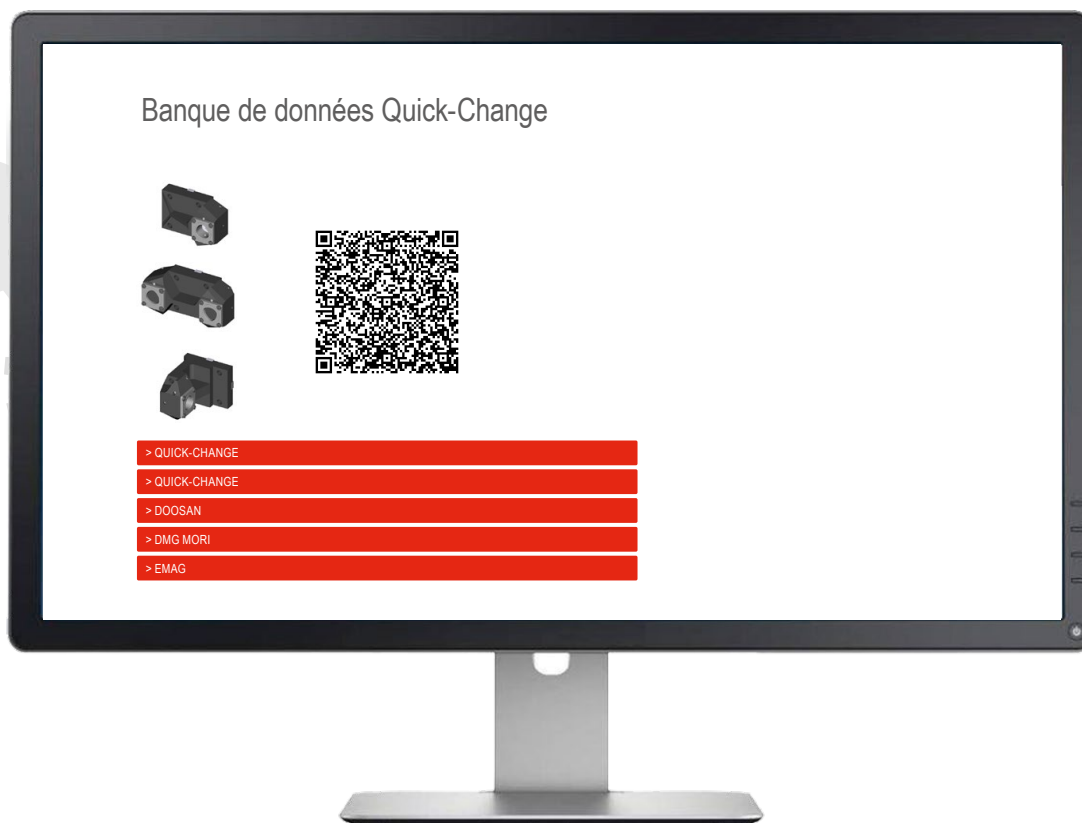 Banque de données Quick-Change
> QUICK-CHANGE
> QUICK-CHANGE
> DOOSAN
> DMG MORI
> EMAG